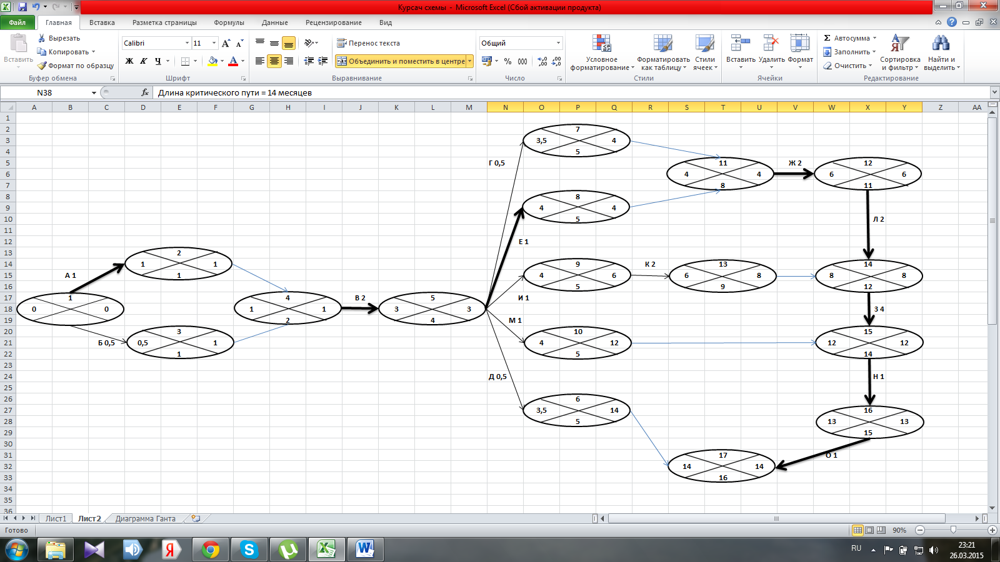 Курсач схемы - Microsoft Excel (Сбой активации продукта)
Файл Главная Вставка Разметка страницы Формулы Данные Рецензирование Вид
Вставить
Вырезать
Копировать
Формат по образцу
Буфер обмена
Calibri 11
Ж К Ч
Шрифт
Перенос текста
Объединить и поместить в центре
Выравнивание
Общий
% 000
Число
Условное форматирование
Форматировать как таблицу
Стили ячеек
Стили
Вставить Удалить Формат
Ячейки
Σ Автосумма
Заполнить
Очистить
Сортировка и фильтр
Найти и выделить
Редактирование
N38 fx Длина критического пути = 14 месяцев
A B C D E F G H I J K L M N O P Q R S T U V W X Y Z AA
1
2
3
4
5
6
7
8
9
10
11
12
13
14
15
16
17
18
19
20
21
22
23
24
25
26
27
28
29
30
31
32
33
34
35
36
7
3,5 4
5
Г 0,5
11
4 4
8
Ж 2
12
6 6
11
8
4 4
5
Л 2
Е 1
2
1 1
1
А 1
9
4 6
5
К 2
13
6 8
9
14
8 8
12
1
0 0
4
1 1
2
В 2
5
3 3
4
И 1
З 4
М 1
3
0,5 1
1
Б 0,5
10
4 12
5
15
12 12
14
Д 0,5
Н 1
6
3,5 14
5
16
13 13
15
О 1
17
14 14
16
Лист1 Лист2 Диаграмма Ганта
Готово 90%
RU 23:21
26.03.2015